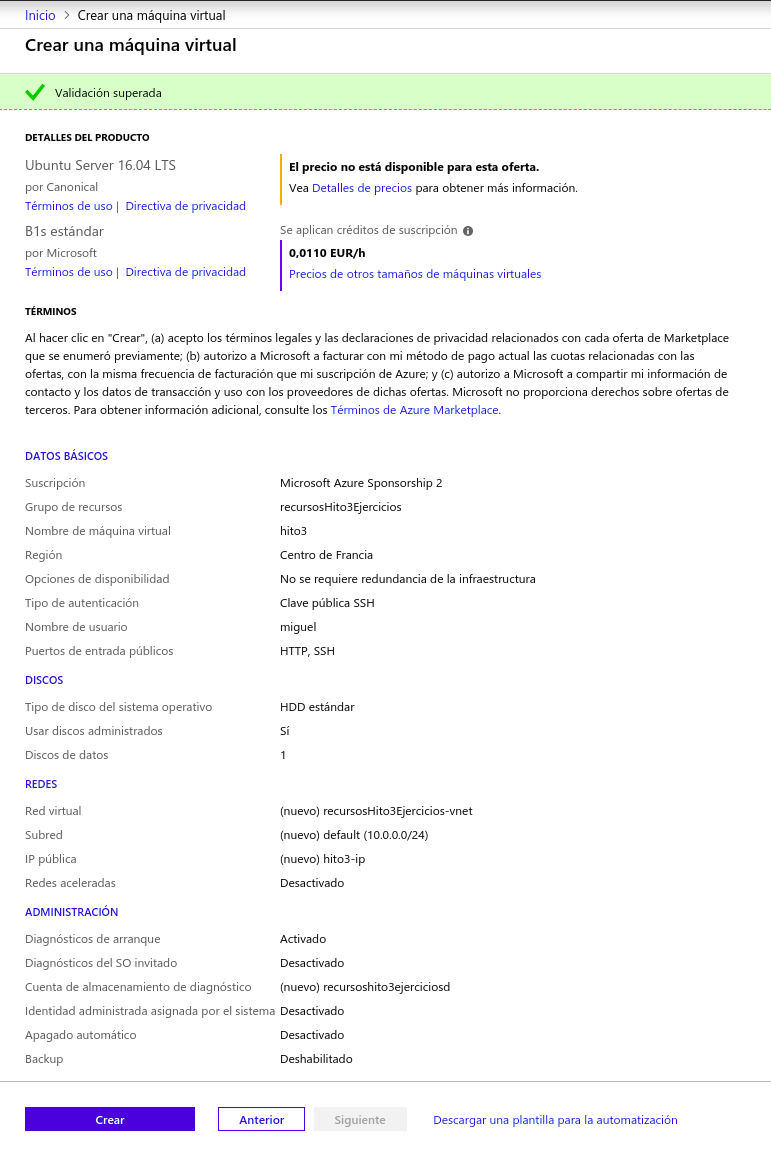 Inicio > Crear una máquina virtual
Crear una máquina virtual
Validación superada
DETALLES DEL PRODUCTO
Ubuntu Server 16.04 LTS
por Canonical
Términos de uso | Directiva de privacidad
El precio no está disponible para esta oferta.
Vea Detalles de precios para obtener más información.
B1s estándar
por Microsoft
Términos de uso | Directiva de privacidad
Se aplican créditos de suscripción
0,0110 EUR/h
Precios de otros tamaños de máquinas virtuales
TÉRMINOS
Al hacer clic en "Crear", (a) acepto los términos legales y las declaraciones de privacidad relacionados con cada oferta de Marketplace
que se enumeró previamente; (b) autorizo a Microsoft a facturar con mi método de pago actual las cuotas relacionadas con las
ofertas, con la misma frecuencia de facturación que mi suscripción de Azure; y (c) autorizo a Microsoft a compartir mi información de
contacto y los datos de transacción y uso con los proveedores de dichas ofertas. Microsoft no proporciona derechos sobre ofertas de
terceros. Para obtener información adicional, consulte los Términos de Azure Marketplace.
DATOS BÁSICOS
Suscripción Microsoft Azure Sponsorship 2
Grupo de recursos recursosHito3Ejercicios
Nombre de máquina virtual hito3
Región Centro de Francia
Opciones de disponibilidad No se requiere redundancia de la infraestructura
Tipo de autenticación Clave pública SSH
Nombre de usuario miguel
Puertos de entrada públicos HTTP, SSH
DISCOS
Tipo de disco del sistema operativo HDD estándar
Usar discos administrados Sí
Discos de datos 1
REDES
Red virtual (nuevo) recursosHito3Ejercicios-vnet
Subred (nuevo) default (10.0.0.0/24)
IP pública (nuevo) hito3-ip
Redes aceleradas Desactivado
ADMINISTRACIÓN
Diagnósticos de arranque Activado
Diagnósticos del SO invitado Desactivado
Cuenta de almacenamiento de diagnóstico (nuevo) recursoshito3ejerciciosd
Identidad administrada asignada por el sistema Desactivado
Apagado automático Desactivado
Backup Deshabilitado
Crear Anterior Siguiente Descargar una plantilla para la automatización